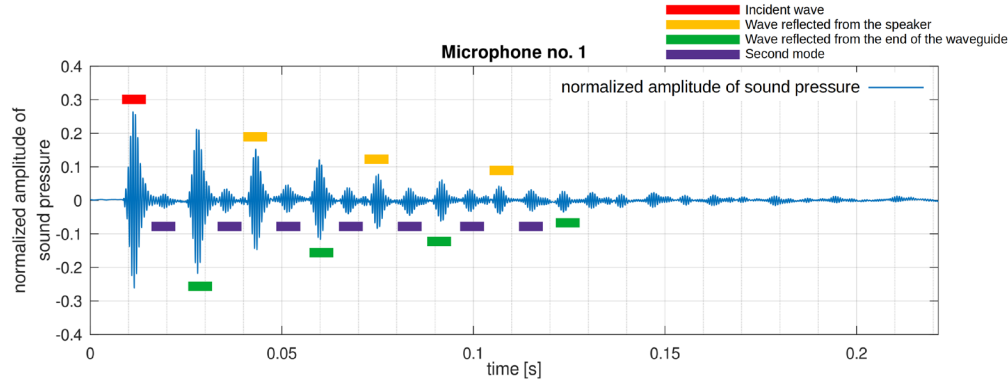 Incident wave
Wave reflected from the speaker
Wave reflected from the end of the waveguide
Second mode
Microphone no. 1
normalized amplitude of sound pressure
normalized amplitude of
sound pressure
0.4
0.3
0.2
0.1
0
-0.1
-0.2
-0.3
-0.4
0 0.05 0.1 0.15 0.2
time [s]